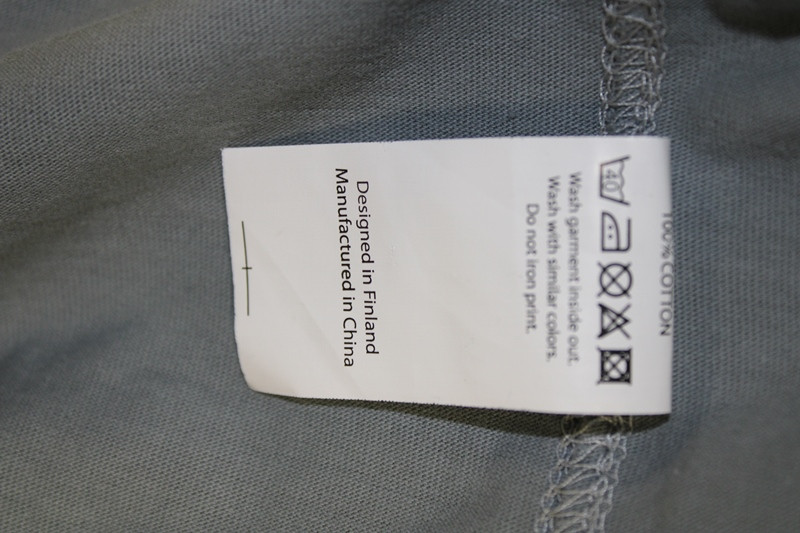 100% COTTON
40
Wash garment inside out.
Wash with similar colors.
Do not iron print.
Designed in Finland
Manufactured in China